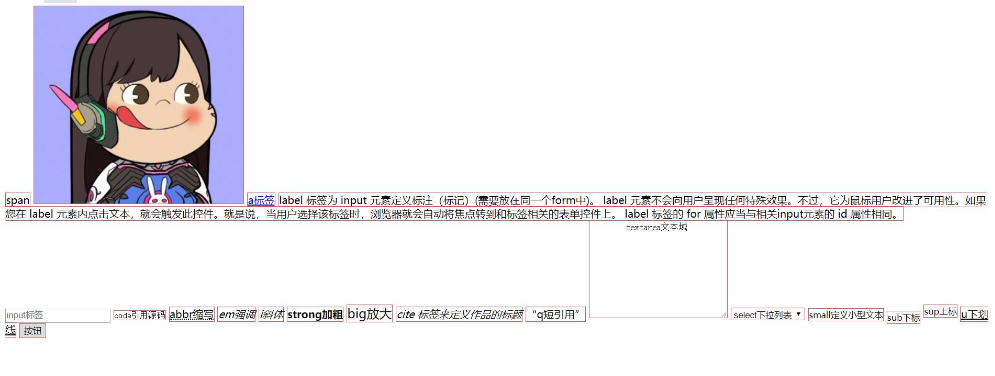 span a标签 label 标签为 input 元素定义标注（标记）(需要放在同一个form中)。 label 元素不会向用户呈现任何特殊效果。不过，它为鼠标用户改进了可用性。如果
您在 label 元素内点击文本，就会触发此控件。就是说，当用户选择该标签时，浏览器就会自动将焦点转到和标签相关的表单控件上。 label 标签的 for 属性应当与相关input元素的 id 属性相同。
textarea文本域
input标签 code引用源码 abbr缩写 em强调 i斜体 strong加粗 big放大 cite 标签来定义作品的标题 “q短引用” select下拉列表 small定义小型文本 sub下标 sup上标 u下划
线 按钮